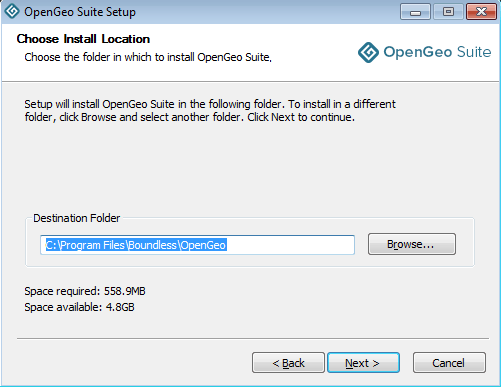 OpenGeo Suite Setup
Choose Install Location
Choose the folder in which to install OpenGeo Suite.
OpenGeo Suite
Setup will install OpenGeo Suite in the following folder. To install in a different
folder, click Browse and select another folder. Click Next to continue.
Destination Folder
C:\Program Files\Boundless\OpenGeo
Browse...
Space required: 558.9MB
Space available: 4.8GB
< Back
Next >
Cancel